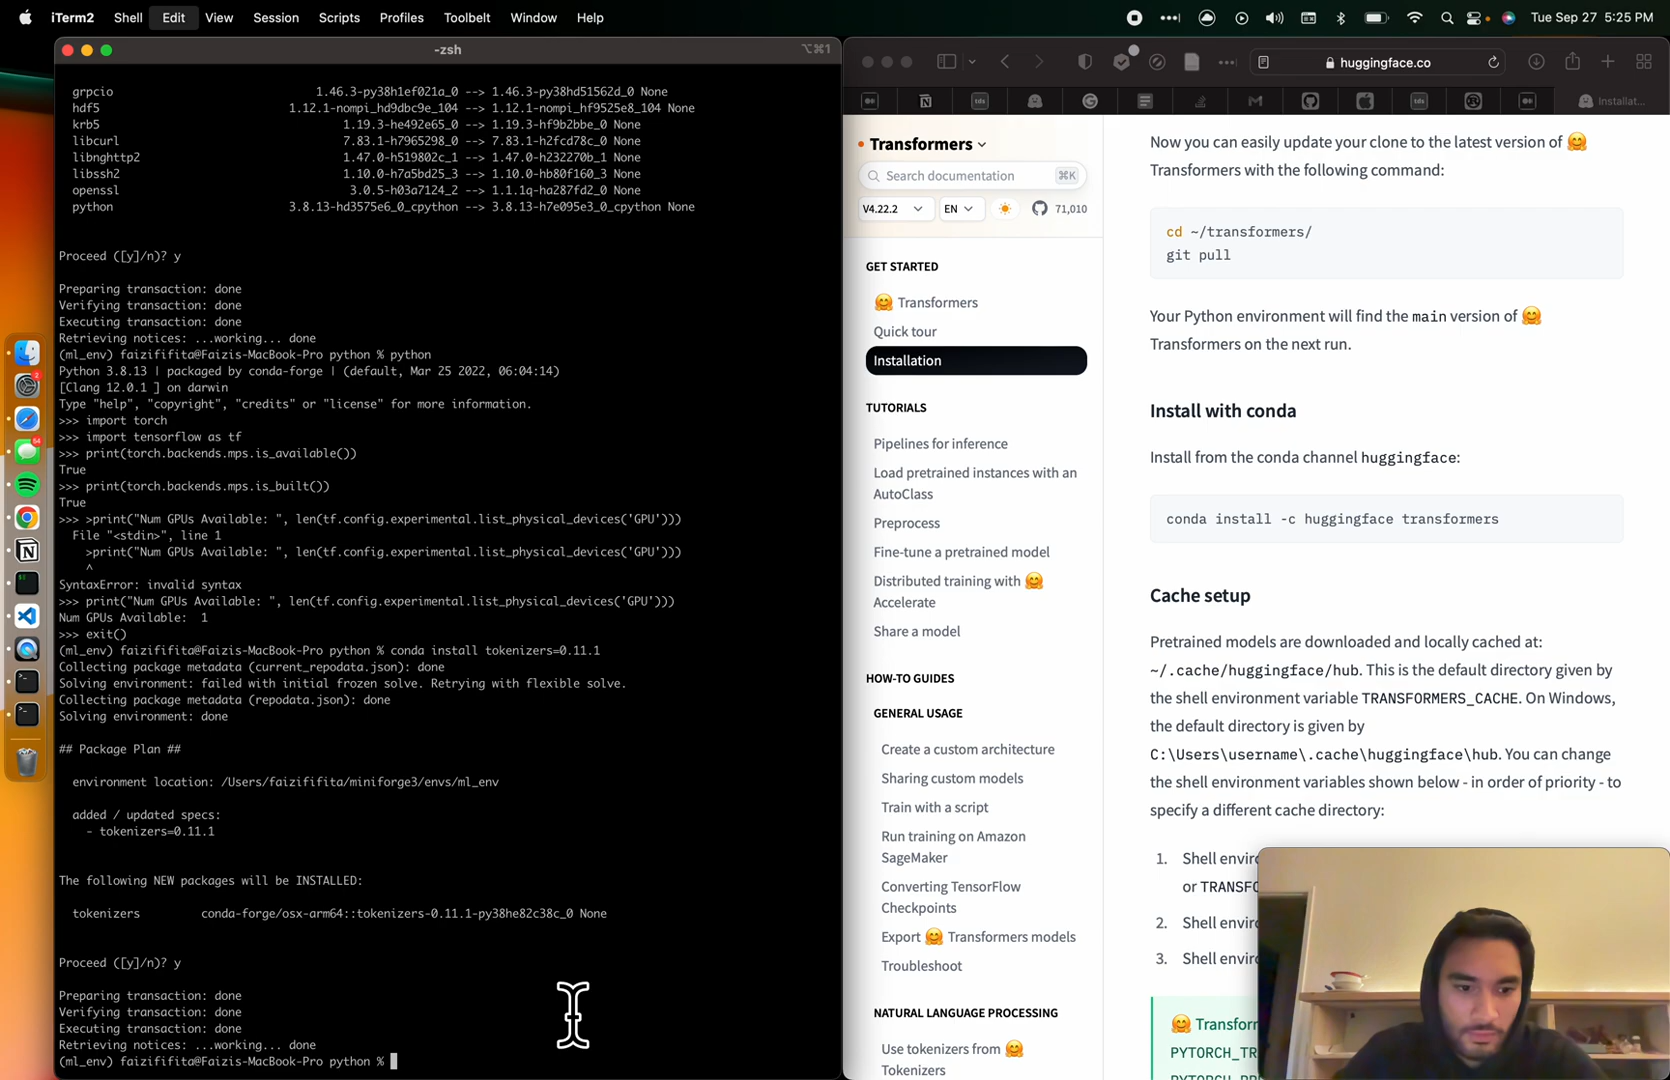 iTerm2 Shell Edit View Session Scripts Profiles Toolbelt Window Help
Tue Sep 27 5:25 PM
-zsh
⌥⌘1
grpcio 1.46.3-py38h1ef021a_0 --> 1.46.3-py38hd51562d_0 None
hdf5 1.12.1-nompi_hd9dbc9e_104 --> 1.12.1-nompi_hf9525e8_104 None
krb5 1.19.3-he492e65_0 --> 1.19.3-hf9b2bbe_0 None
libcurl 7.83.1-h7965298_0 --> 7.83.1-h2fcd78c_0 None
libnghttp2 1.47.0-h519802c_1 --> 1.47.0-h232270b_1 None
libssh2 1.10.0-h7a5bd25_3 --> 1.10.0-hb80f160_3 None
openssl 3.0.5-h03a7124_2 --> 1.1.1q-ha287fd2_0 None
python 3.8.13-hd3575e6_0_cpython --> 3.8.13-h7e095e3_0_cpython None
Proceed ([y]/n)? y
Preparing transaction: done
Verifying transaction: done
Executing transaction: done
Retrieving notices: ...working... done
(ml_env) faizififita@Faizis-MacBook-Pro python % python
Python 3.8.13 | packaged by conda-forge | (default, Mar 25 2022, 06:04:14)
[Clang 12.0.1 ] on darwin
Type "help", "copyright", "credits" or "license" for more information.
>>> import torch
>>> import tensorflow as tf
>>> print(torch.backends.mps.is_available())
True
>>> print(torch.backends.mps.is_built())
True
>>> >print("Num GPUs Available: ", len(tf.config.experimental.list_physical_devices('GPU')))
File "<stdin>", line 1
>print("Num GPUs Available: ", len(tf.config.experimental.list_physical_devices('GPU')))
^
SyntaxError: invalid syntax
>>> print("Num GPUs Available: ", len(tf.config.experimental.list_physical_devices('GPU')))
Num GPUs Available:  1
>>> exit()
(ml_env) faizififita@Faizis-MacBook-Pro python % conda install tokenizers=0.11.1
Collecting package metadata (current_repodata.json): done
Solving environment: failed with initial frozen solve. Retrying with flexible solve.
Collecting package metadata (repodata.json): done
Solving environment: done
## Package Plan ##
environment location: /Users/faizififita/miniforge3/envs/ml_env
added / updated specs:
- tokenizers=0.11.1
The following NEW packages will be INSTALLED:
tokenizers conda-forge/osx-arm64::tokenizers-0.11.1-py38he82c38c_0 None
Proceed ([y]/n)? y
Preparing transaction: done
Verifying transaction: done
Executing transaction: done
Retrieving notices: ...working... done
(ml_env) faizififita@Faizis-MacBook-Pro python %
huggingface.co
Installat...
Transformers
Search documentation ⌘K
V4.22.2 EN 71,010
GET STARTED
🤗 Transformers
Quick tour
Installation
TUTORIALS
Pipelines for inference
Load pretrained instances with an
AutoClass
Preprocess
Fine-tune a pretrained model
Distributed training with 🤗
Accelerate
Share a model
HOW-TO GUIDES
GENERAL USAGE
Create a custom architecture
Sharing custom models
Train with a script
Run training on Amazon
SageMaker
Converting TensorFlow
Checkpoints
Export 🤗 Transformers models
Troubleshoot
NATURAL LANGUAGE PROCESSING
Use tokenizers from 🤗
Tokenizers
Now you can easily update your clone to the latest version of 🤗
Transformers with the following command:
cd ~/transformers/
git pull
Your Python environment will find the main version of 🤗
Transformers on the next run.
Install with conda
Install from the conda channel huggingface:
conda install -c huggingface transformers
Cache setup
Pretrained models are downloaded and locally cached at:
~/.cache/huggingface/hub. This is the default directory given by
the shell environment variable TRANSFORMERS_CACHE. On Windows,
the default directory is given by
C:\Users\username\.cache\huggingface\hub. You can change
the shell environment variables shown below - in order of priority - to
specify a different cache directory:
1. Shell enviro
or TRANSFO
2. Shell enviro
3. Shell enviro
🤗 Transform
PYTORCH_TR